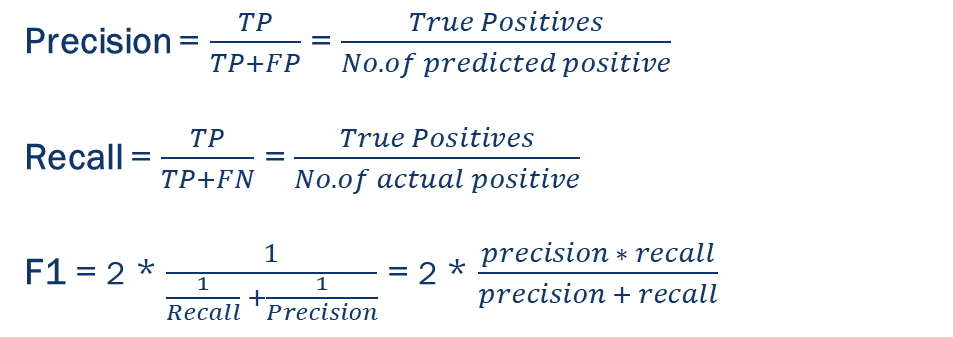 Precision = TP / TP+FP = True Positives / No.of predicted positive
Recall = TP / TP+FN = True Positives / No.of actual positive
F1 = 2 * 1 / 1/Recall + 1/Precision = 2 * precision * recall / precision + recall